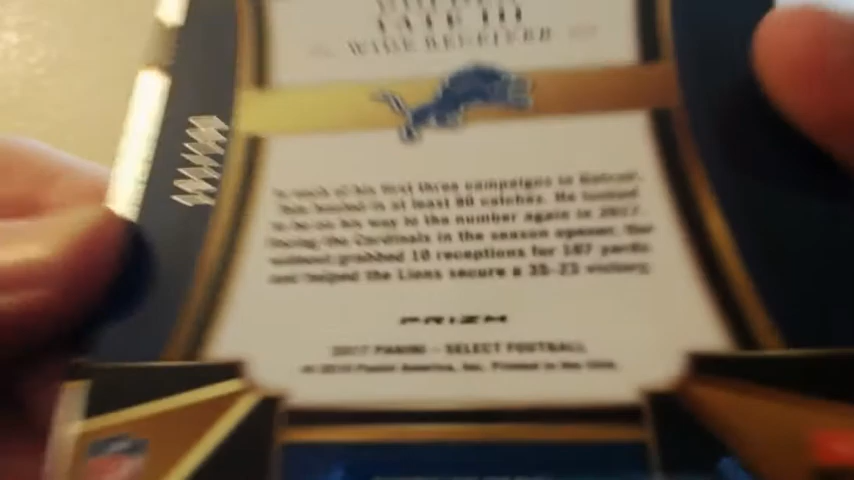 TATE III
WIDE RECEIVER
In each of his first three campaigns in Detroit,
Tate hauled in at least 90 catches. He looked
to be on his way to the number again in 2017.
Facing the Cardinals in the season opener, the
wideout grabbed 10 receptions for 107 yards
and helped the Lions secure a 35-23 victory.
PRIZM
2017 PANINI - SELECT FOOTBALL
Panini America, Inc. Printed in the USA.